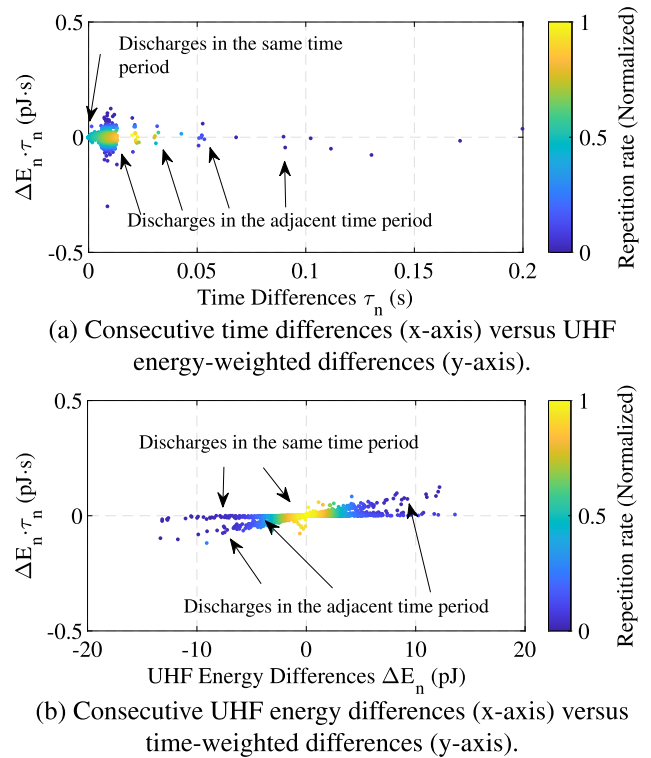 0.5
0
-0.5
ΔE_n·τ_n (pJ·s)
Discharges in the same time
period
Discharges in the adjacent time period
0
0.05
0.1
0.15
0.2
Time Differences τ_n (s)
1
0.5
0
Repetition rate (Normalized)
(a) Consecutive time differences (x-axis) versus UHF
energy-weighted differences (y-axis).
0.5
0
-0.5
ΔE_n·τ_n (pJ·s)
Discharges in the same time period
Discharges in the adjacent time period
-20
-10
0
10
20
UHF Energy Differences ΔE_n (pJ)
1
0.5
0
Repetition rate (Normalized)
(b) Consecutive UHF energy differences (x-axis) versus
time-weighted differences (y-axis).